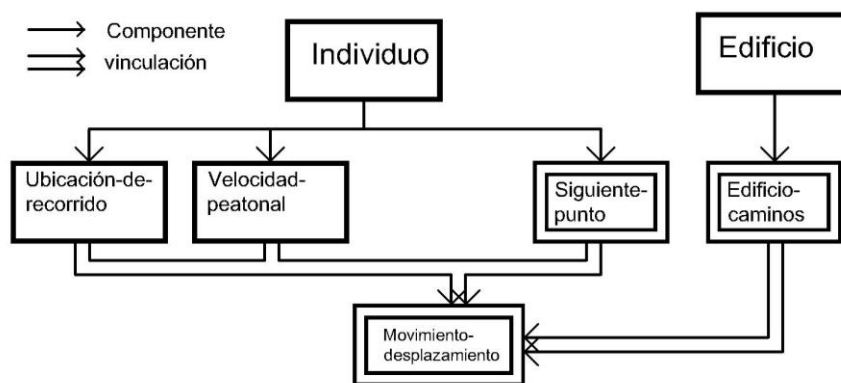 Componente
vinculación
Individuo
Edificio
Ubicación-de-
recorrido
Velocidad-
peatonal
Siguiente-
punto
Edificio-
caminos
Movimiento-
desplazamiento